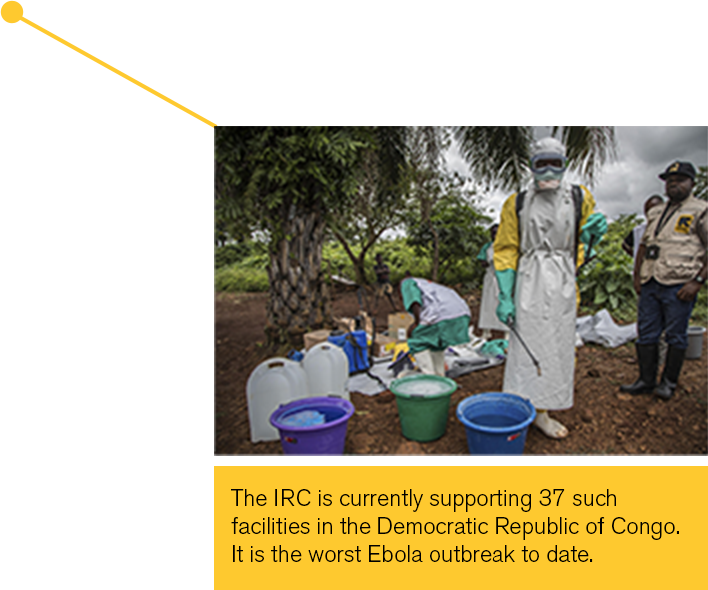 The IRC is currently supporting 37 such
facilities in the Democratic Republic of Congo.
It is the worst Ebola outbreak to date.